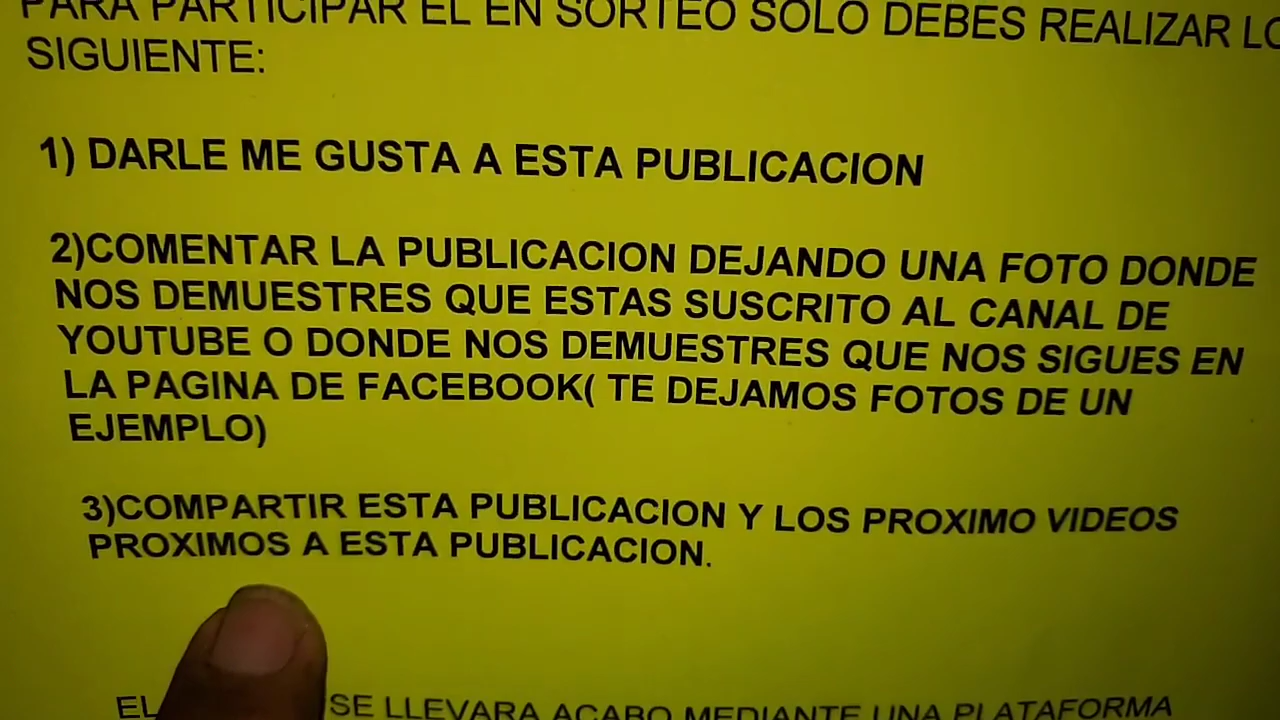 PARA PARTICIPAR EL EN SORTEO SOLO DEBES REALIZAR LO
SIGUIENTE:
1) DARLE ME GUSTA A ESTA PUBLICACION
2)COMENTAR LA PUBLICACION DEJANDO UNA FOTO DONDE
NOS DEMUESTRES QUE ESTAS SUSCRITO AL CANAL DE
YOUTUBE O DONDE NOS DEMUESTRES QUE NOS SIGUES EN
LA PAGINA DE FACEBOOK( TE DEJAMOS FOTOS DE UN
EJEMPLO)
3)COMPARTIR ESTA PUBLICACION Y LOS PROXIMO VIDEOS
PROXIMOS A ESTA PUBLICACION.
EL SE LLEVARA ACABO MEDIANTE UNA PLATAFORMA